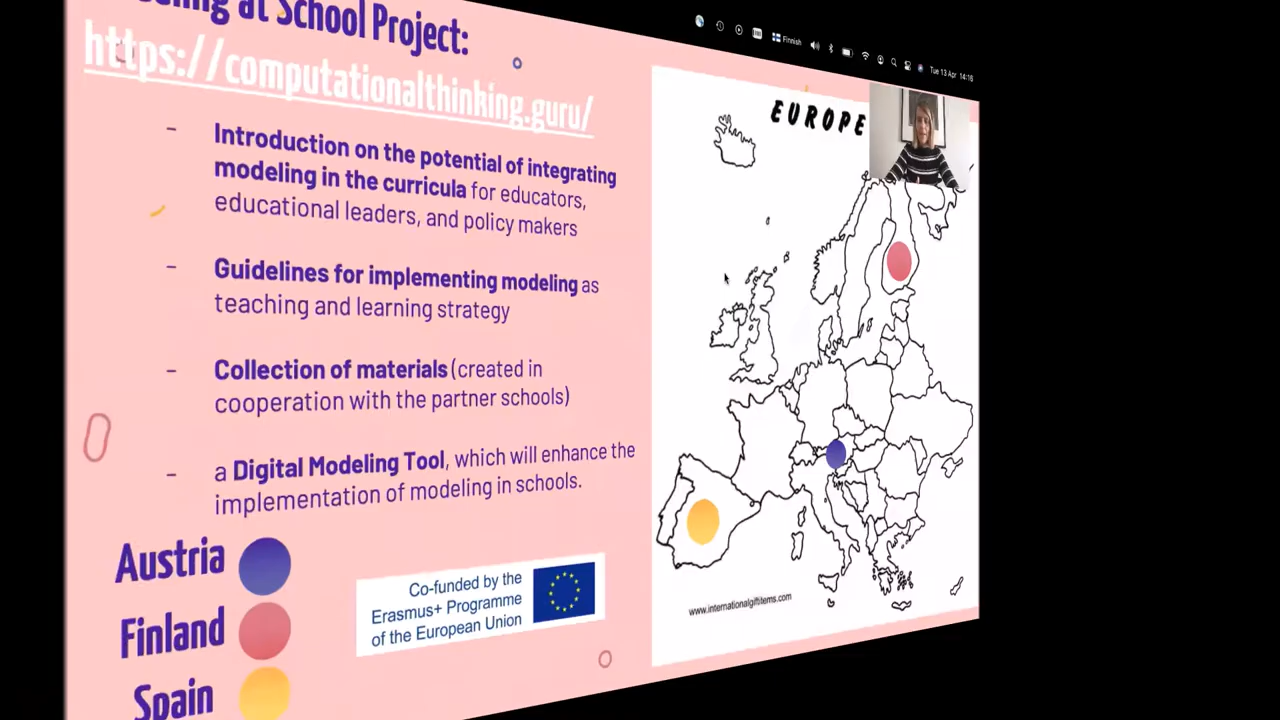 at School Project:
https://computationalthinking.guru/
- Introduction on the potential of integrating
modeling in the curricula for educators,
educational leaders, and policy makers
- Guidelines for implementing modeling as
teaching and learning strategy
- Collection of materials (created in
cooperation with the partner schools)
- a Digital Modeling Tool, which will enhance the
implementation of modeling in schools.
Austria
Finland
Spain
Co-funded by the
Erasmus+ Programme
of the European Union
Finnish
Tue 13 Apr 14:16
EUROPE
www.internationalgiftitems.com